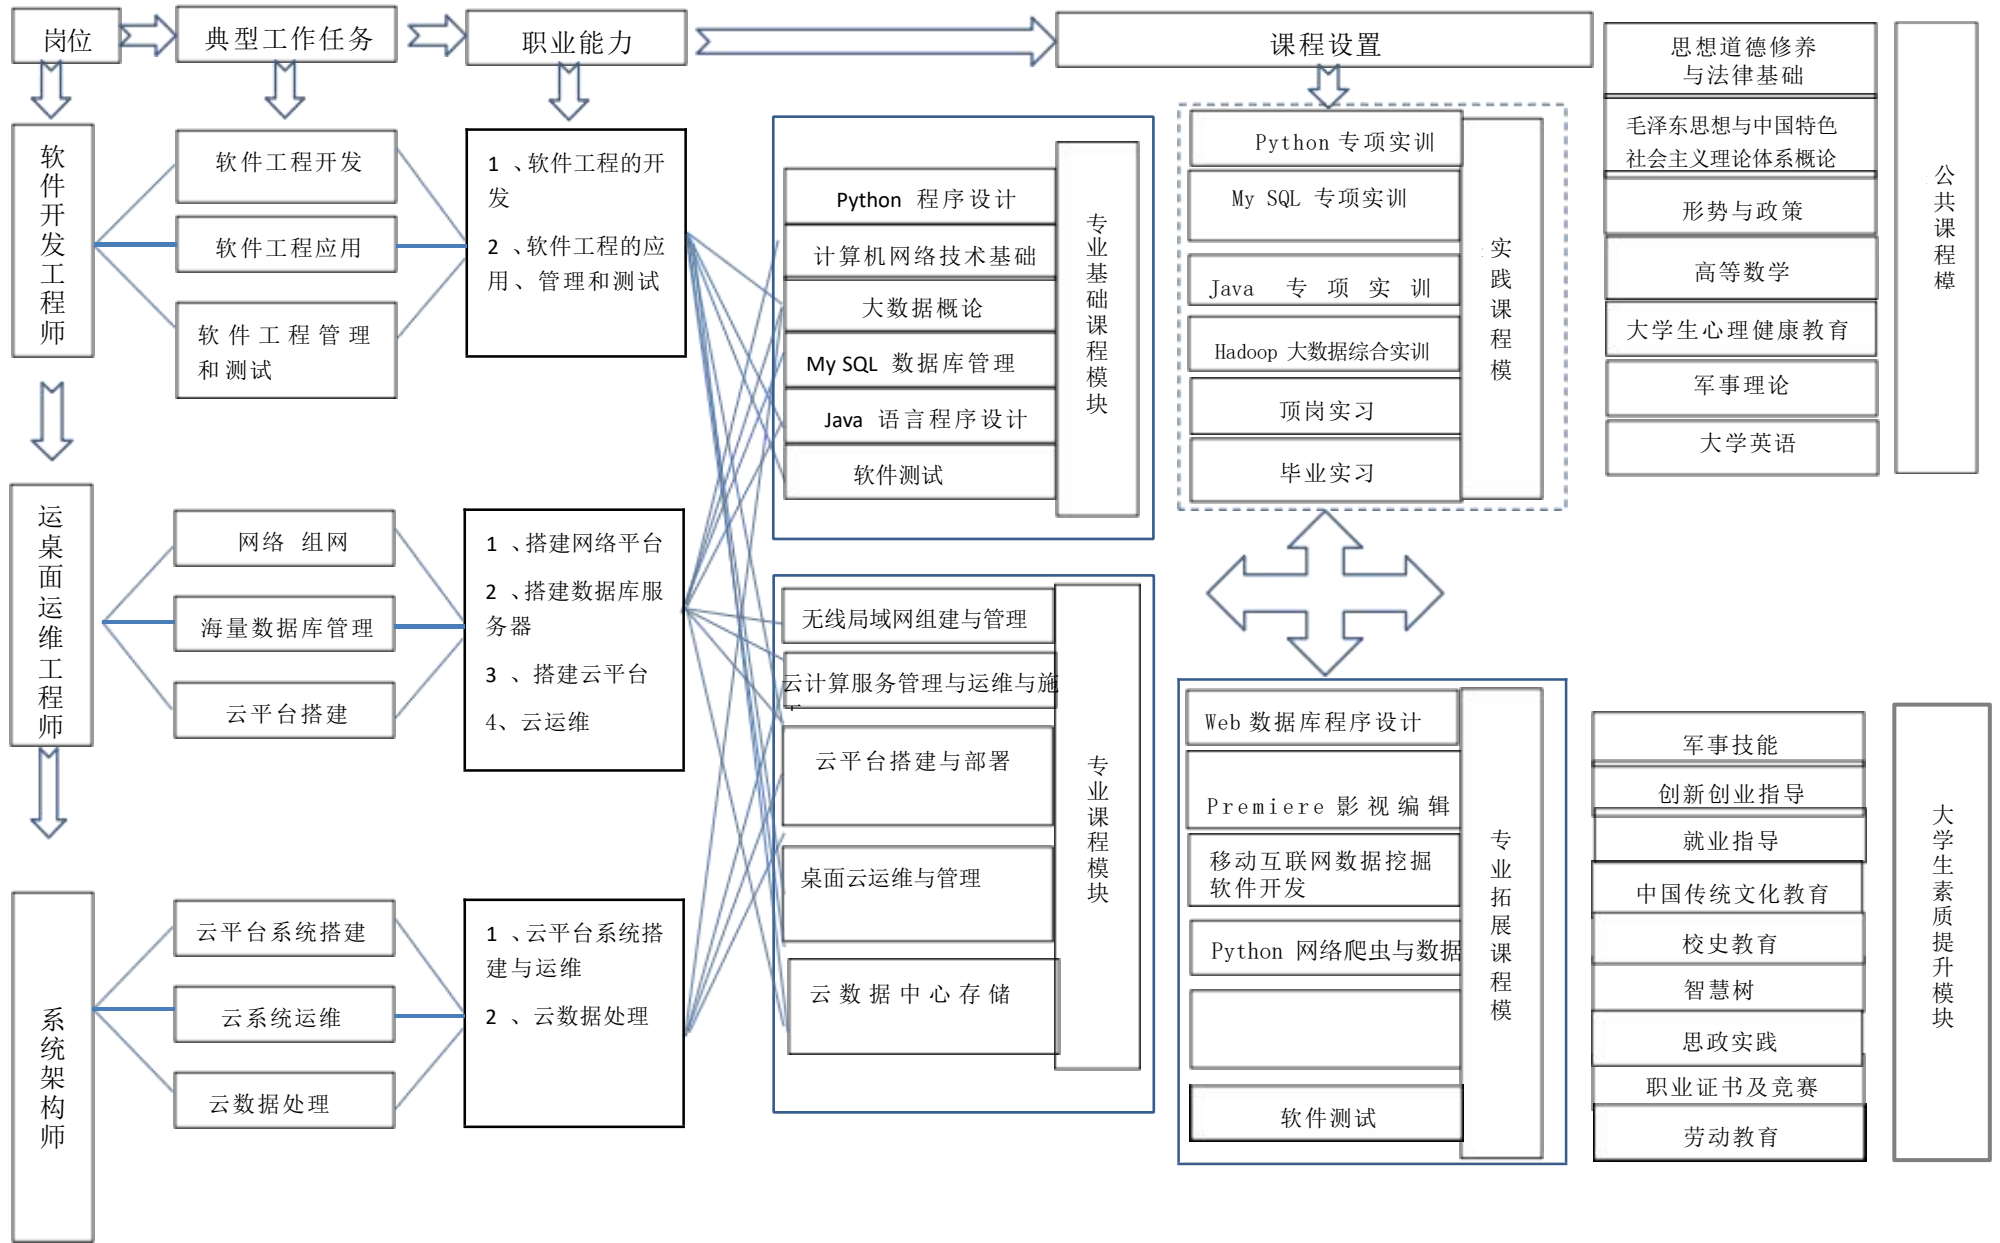 岗位
典型工作任务
职业能力
课程设置
软件开发工程师
软件工程开发
软件工程应用
软件工程管理
和测试
1 、软件工程的开
发
2 、软件工程的应
用、管理和测试
运桌面运维工程师
网络 组网
海量数据库管理
云平台搭建
1 、搭建网络平台
2 、搭建数据库服
务器
3 、搭建云平台
4、云运维
系统架构师
云平台系统搭建
云系统运维
云数据处理
1 、云平台系统搭
建与运维
2 、云数据处理
Python 程序设计
计算机网络技术基础
大数据概论
My SQL 数据库管理
Java 语言程序设计
软件测试
专业基础课程模块
无线局域网组建与管理
云计算服务管理与运维与施
云平台搭建与部署
桌面云运维与管理
云数据中心存储
专业课程模块
Python 专项实训
My SQL 专项实训
Java 专项实训
Hadoop 大数据综合实训
顶岗实习
毕业实习
实践课程模
Web 数据库程序设计
Premiere 影视编辑
移动互联网数据挖掘
软件开发
Python 网络爬虫与数据
软件测试
专业拓展课程模
思想道德修养
与法律基础
毛泽东思想与中国特色
社会主义理论体系概论
形势与政策
高等数学
大学生心理健康教育
军事理论
大学英语
公共课程模
军事技能
创新创业指导
就业指导
中国传统文化教育
校史教育
智慧树
思政实践
职业证书及竞赛
劳动教育
大学生素质提升模块